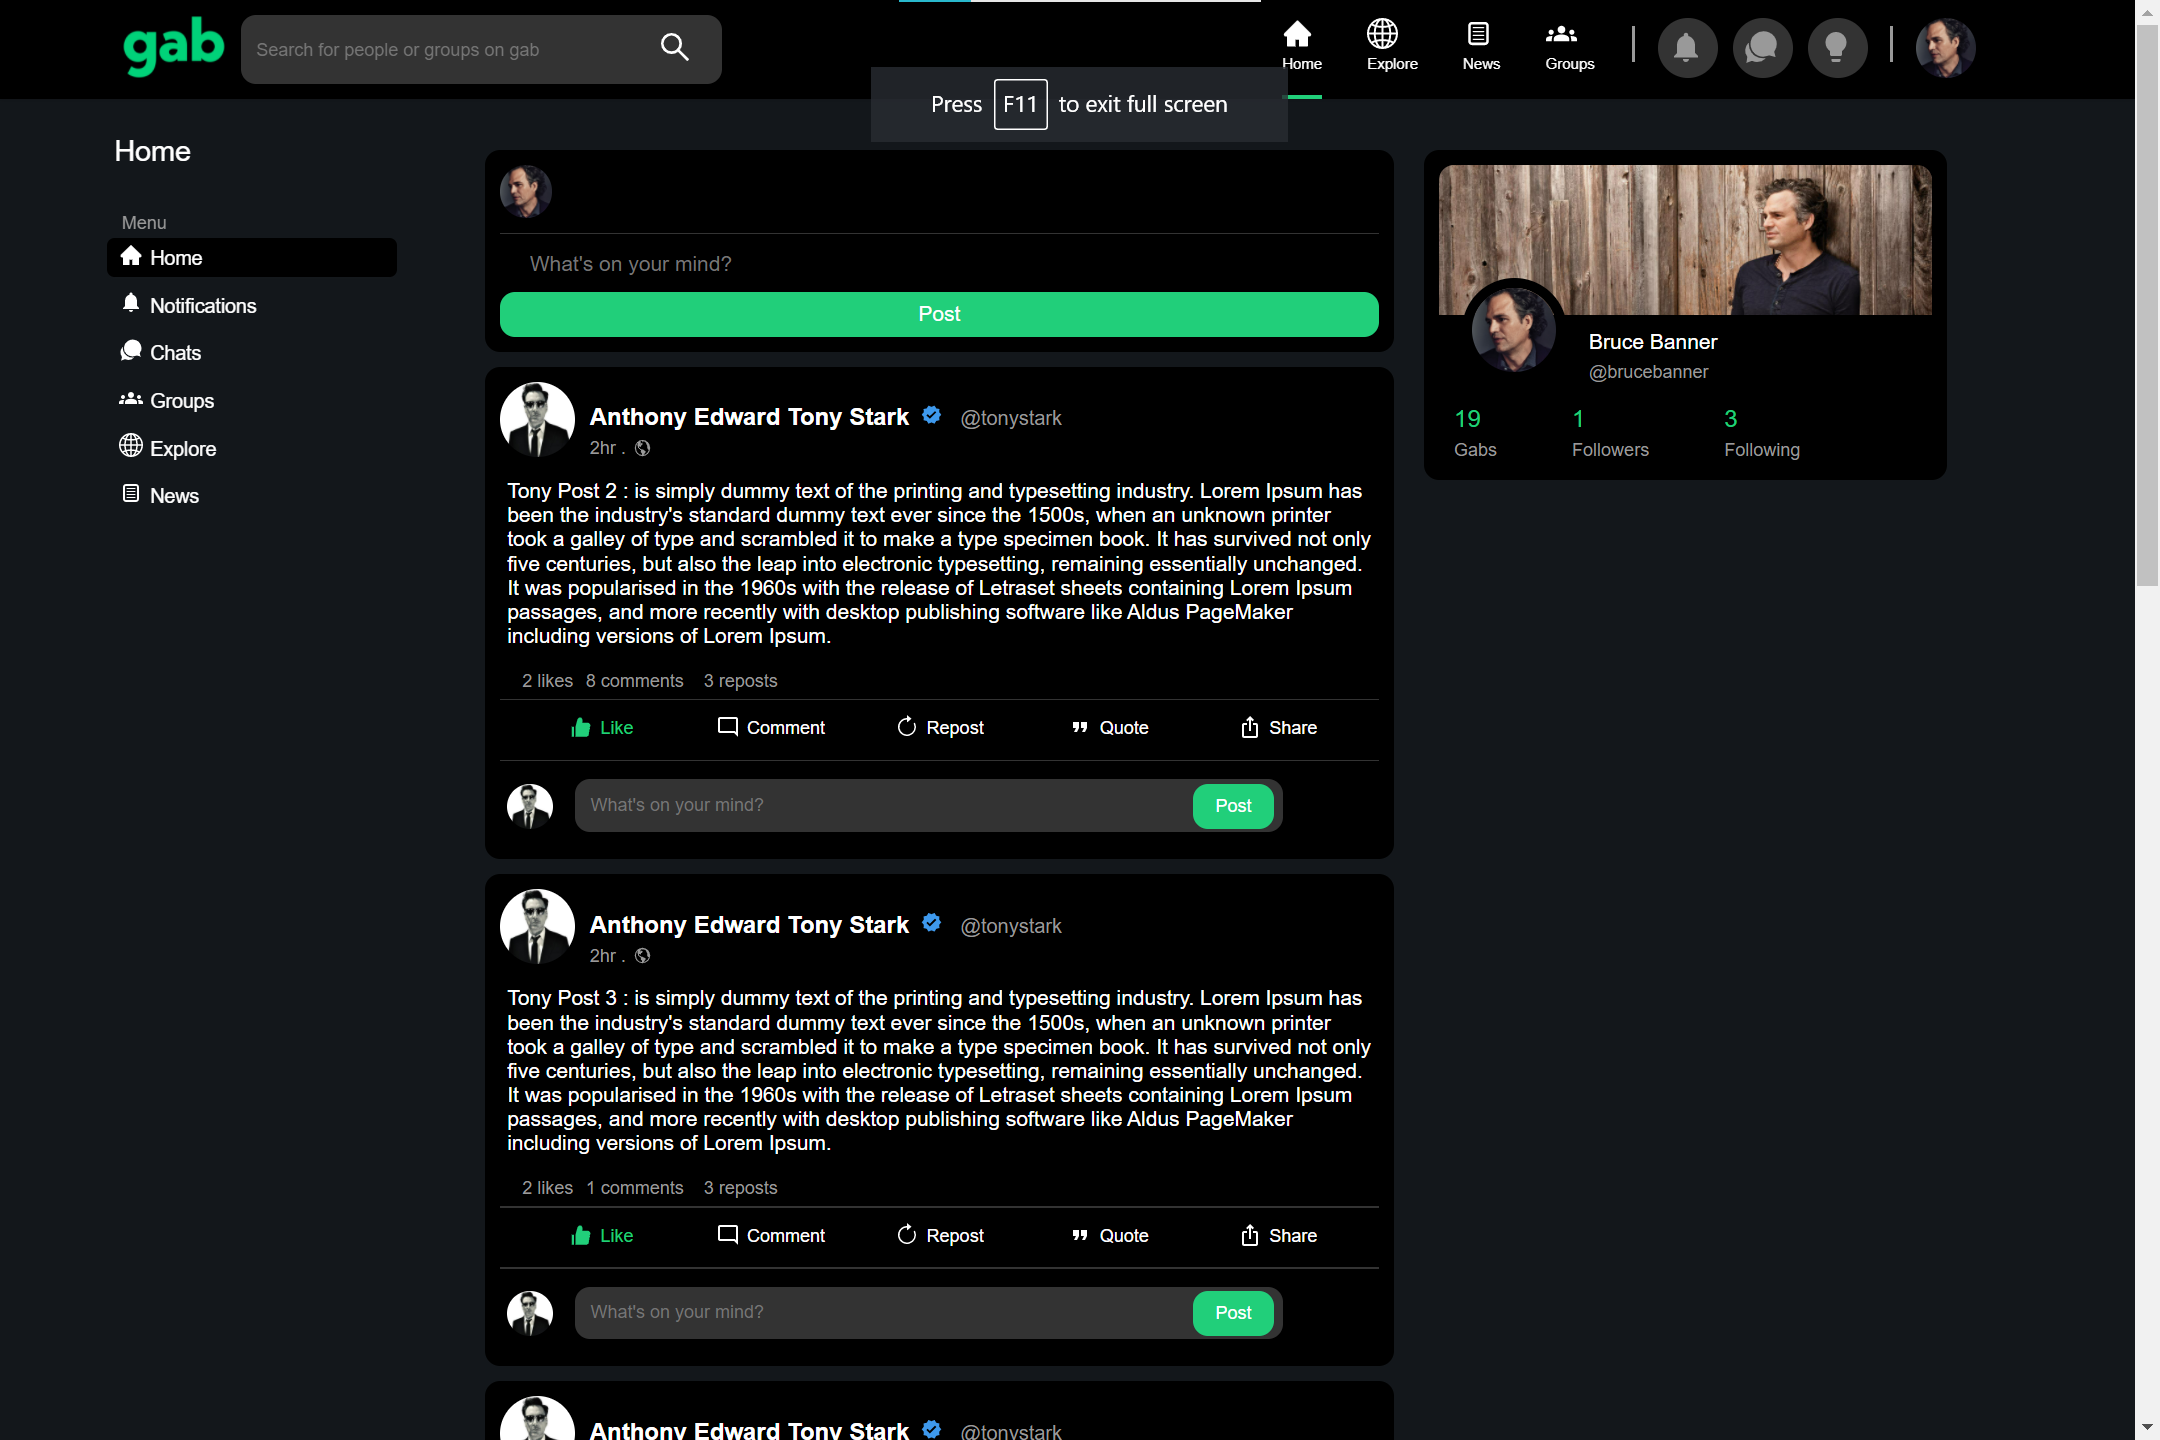 gab
Search for people or groups on gab
Home
Explore
News
Groups
Press F11 to exit full screen
Home
Menu
Home
Notifications
Chats
Groups
Explore
News
What's on your mind?
Post
Anthony Edward Tony Stark @tonystark
2hr .
Tony Post 2 : is simply dummy text of the printing and typesetting industry. Lorem Ipsum has
been the industry's standard dummy text ever since the 1500s, when an unknown printer
took a galley of type and scrambled it to make a type specimen book. It has survived not only
five centuries, but also the leap into electronic typesetting, remaining essentially unchanged.
It was popularised in the 1960s with the release of Letraset sheets containing Lorem Ipsum
passages, and more recently with desktop publishing software like Aldus PageMaker
including versions of Lorem Ipsum.
2 likes 8 comments 3 reposts
Like Comment Repost Quote Share
What's on your mind? Post
Anthony Edward Tony Stark @tonystark
2hr .
Tony Post 3 : is simply dummy text of the printing and typesetting industry. Lorem Ipsum has
been the industry's standard dummy text ever since the 1500s, when an unknown printer
took a galley of type and scrambled it to make a type specimen book. It has survived not only
five centuries, but also the leap into electronic typesetting, remaining essentially unchanged.
It was popularised in the 1960s with the release of Letraset sheets containing Lorem Ipsum
passages, and more recently with desktop publishing software like Aldus PageMaker
including versions of Lorem Ipsum.
2 likes 1 comments 3 reposts
Like Comment Repost Quote Share
What's on your mind? Post
Anthony Edward Tony Stark @tonystark
Bruce Banner
@brucebanner
19 1 3
Gabs Followers Following